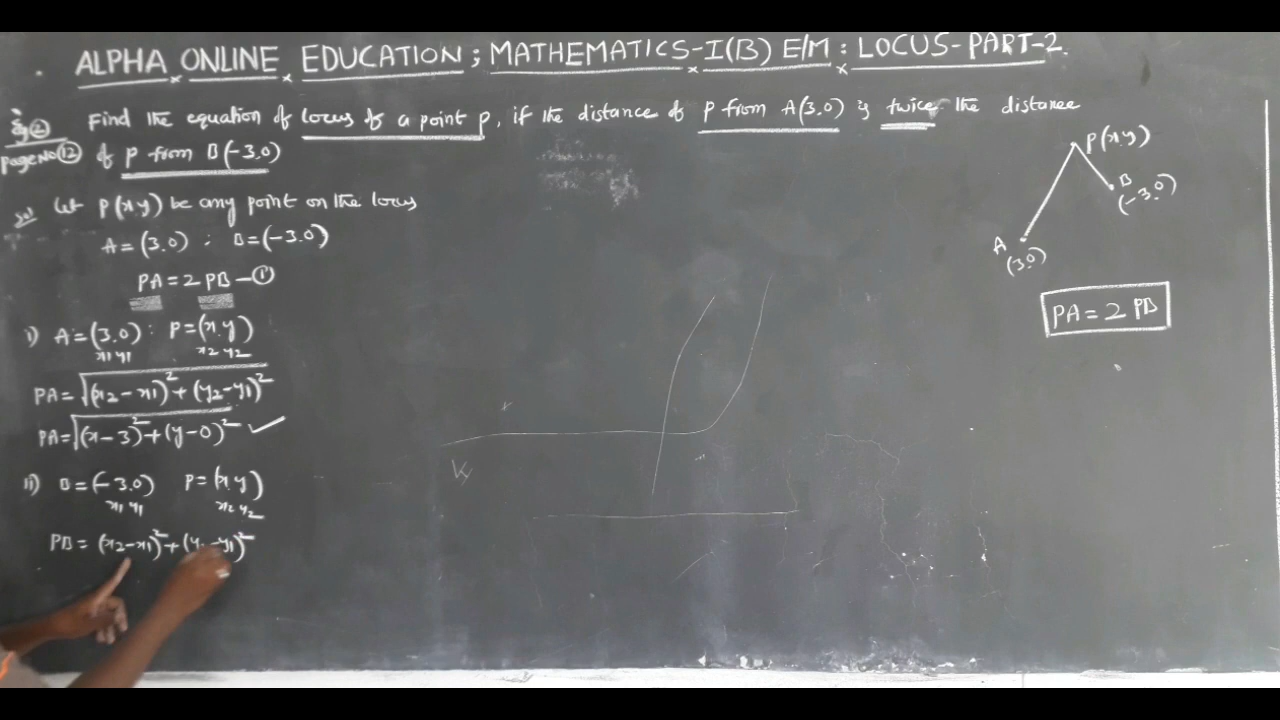 ALPHA ONLINE EDUCATION ; MATHEMATICS-I(B) E/M : LOCUS-PART-2.
Eg②
Find the equation of locus of a point p, if the distance of p from A(3,0) is twice the distance
PageNo⑫ of p from B(-3,0)
Sol Let P(x,y) be any point on the locus
A = (3,0) ; B = (-3,0)
PA = 2 PB - ①
i) A = (3,0) : P = (x,y)
x1 y1 x2 y2
PA = √(x2-x1)²+(y2-y1)²
PA = √(x-3)²+(y-0)² ✓
ii) B = (-3,0) P = (x,y)
x1 y1 x2 y2
PB = (x2-x1)²+(y -y1)²
P(x,y)
B
(-3,0)
A
(3,0)
PA = 2 PB